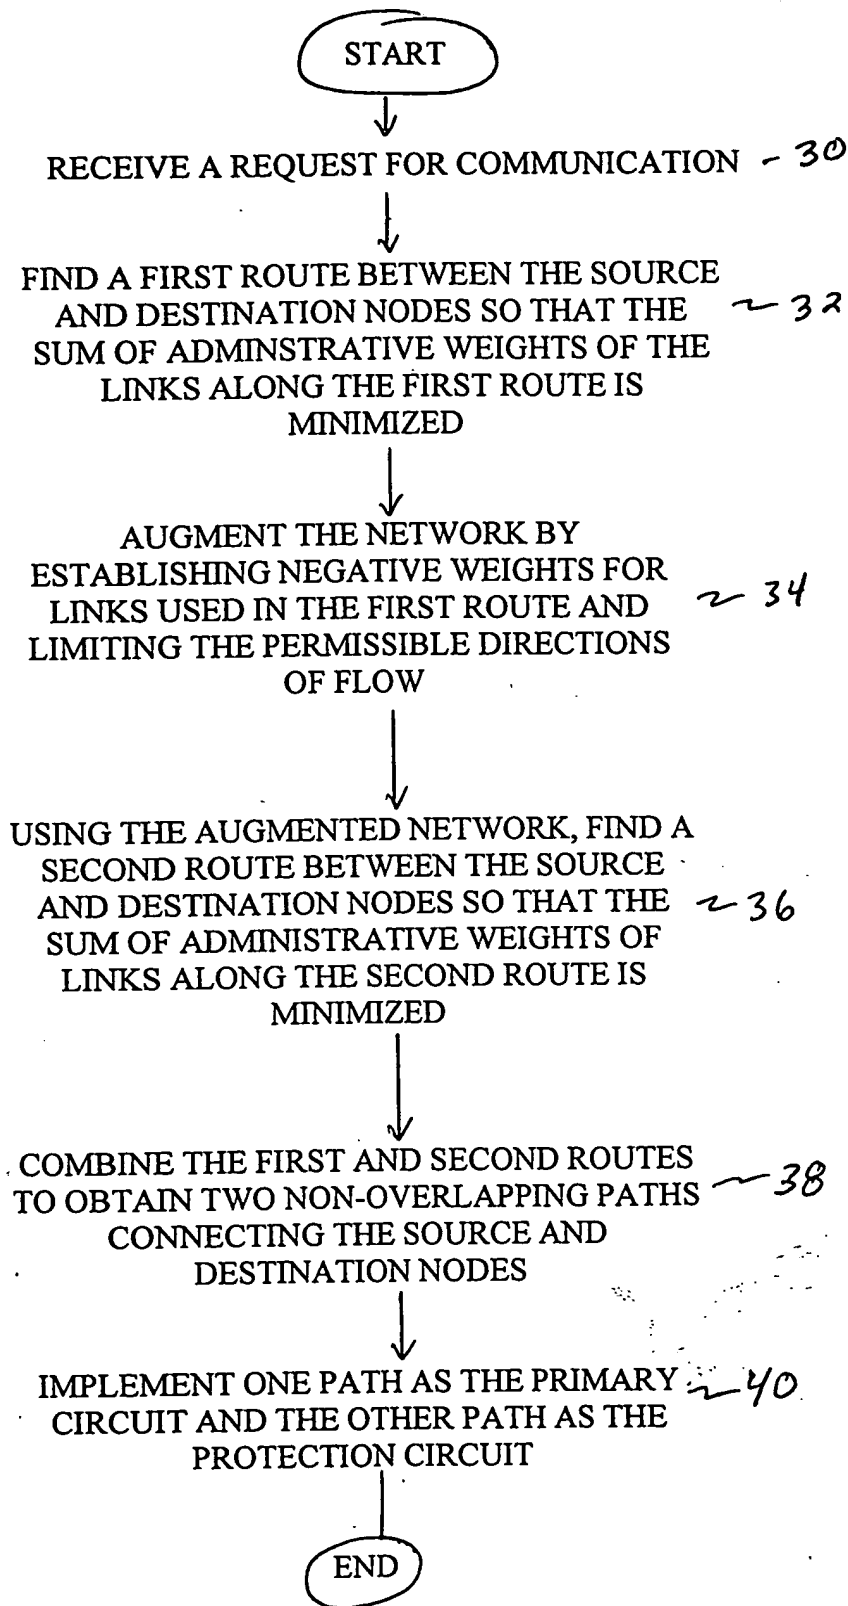 START
RECEIVE A REQUEST FOR COMMUNICATION - 30
FIND A FIRST ROUTE BETWEEN THE SOURCE
AND DESTINATION NODES SO THAT THE ~ 32
SUM OF ADMINSTRATIVE WEIGHTS OF THE
LINKS ALONG THE FIRST ROUTE IS
MINIMIZED
AUGMENT THE NETWORK BY
ESTABLISHING NEGATIVE WEIGHTS FOR
LINKS USED IN THE FIRST ROUTE AND ~ 34
LIMITING THE PERMISSIBLE DIRECTIONS
OF FLOW
USING THE AUGMENTED NETWORK, FIND A
SECOND ROUTE BETWEEN THE SOURCE
AND DESTINATION NODES SO THAT THE ~ 36
SUM OF ADMINISTRATIVE WEIGHTS OF
LINKS ALONG THE SECOND ROUTE IS
MINIMIZED
COMBINE THE FIRST AND SECOND ROUTES
TO OBTAIN TWO NON-OVERLAPPING PATHS ~ 38
CONNECTING THE SOURCE AND
DESTINATION NODES
IMPLEMENT ONE PATH AS THE PRIMARY ~ 40
CIRCUIT AND THE OTHER PATH AS THE
PROTECTION CIRCUIT
END